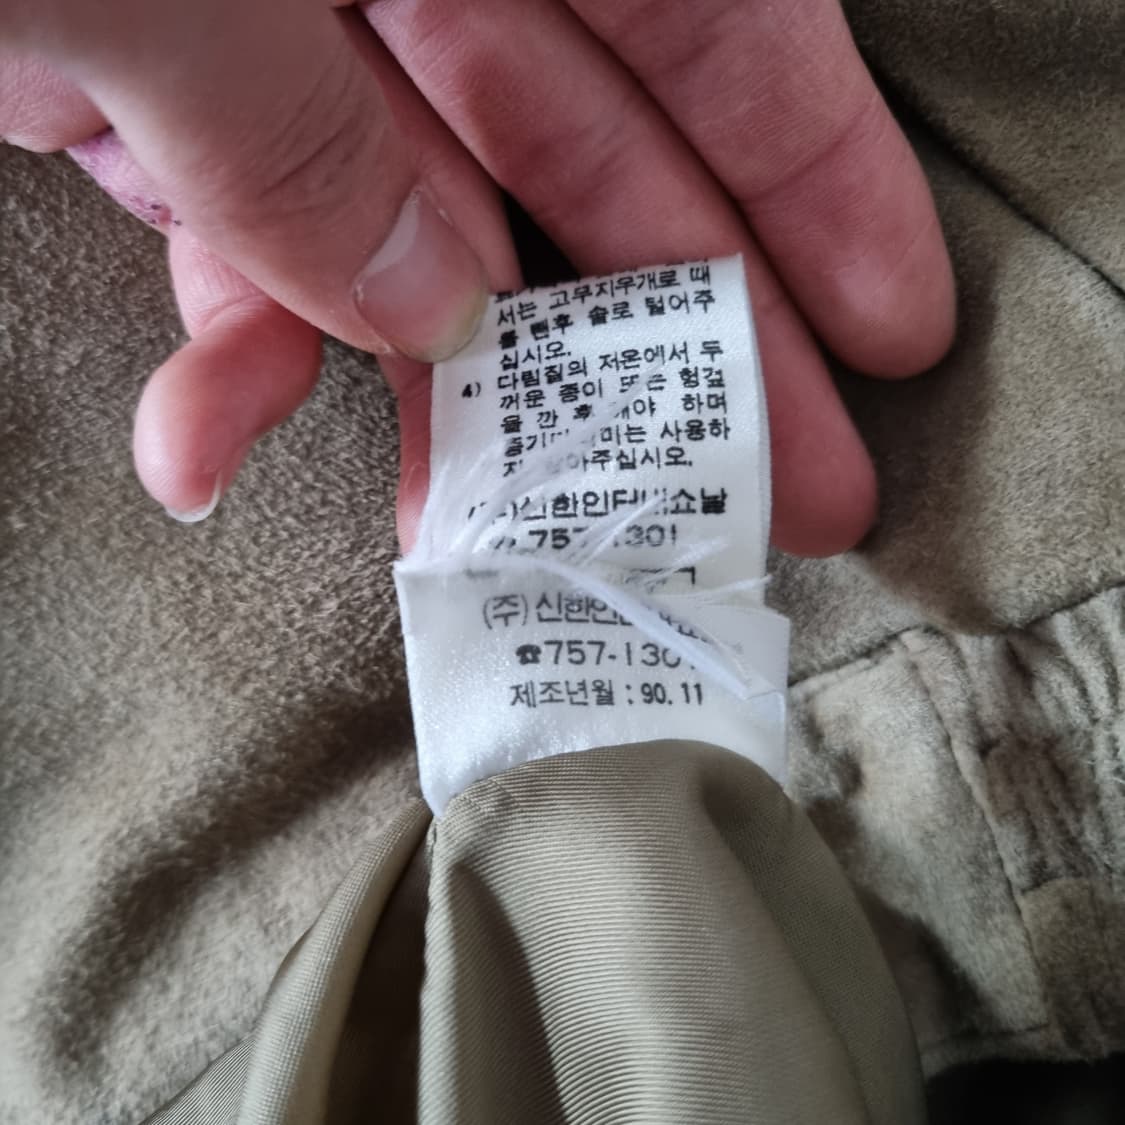 서는 고무지우개로 때
를 뺀후 솔로 털어주
십시오.
4) 다림질의 저온에서 두
꺼운 종이 또는 헝겊
을 깐 후 해야 하며
는 사용하
않아주십시오.
(주)신한인터내쇼날
☎757-1301
(주)신한인
☎757-1301
제조년월 : 90. 11